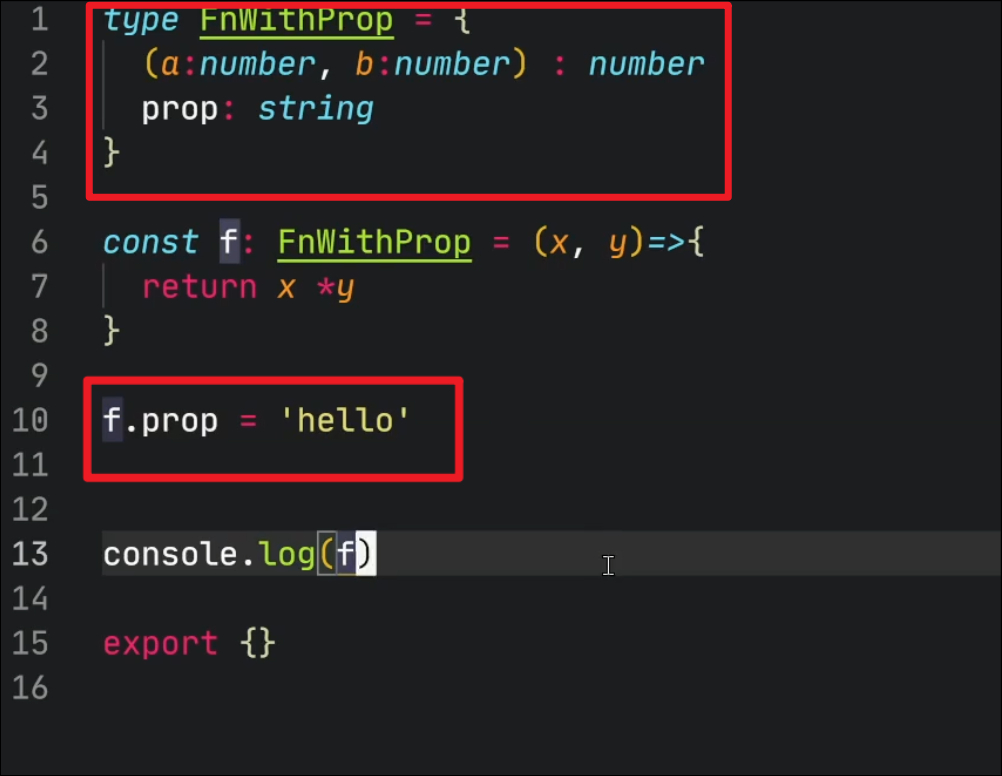 1 type FnWithProp = {
2 (a:number, b:number) : number
3 prop: string
4 }
5
6 const f: FnWithProp = (x, y)=>{
7 return x *y
8 }
9
10 f.prop = 'hello'
11
12
13 console.log(f)
14
15 export {}
16